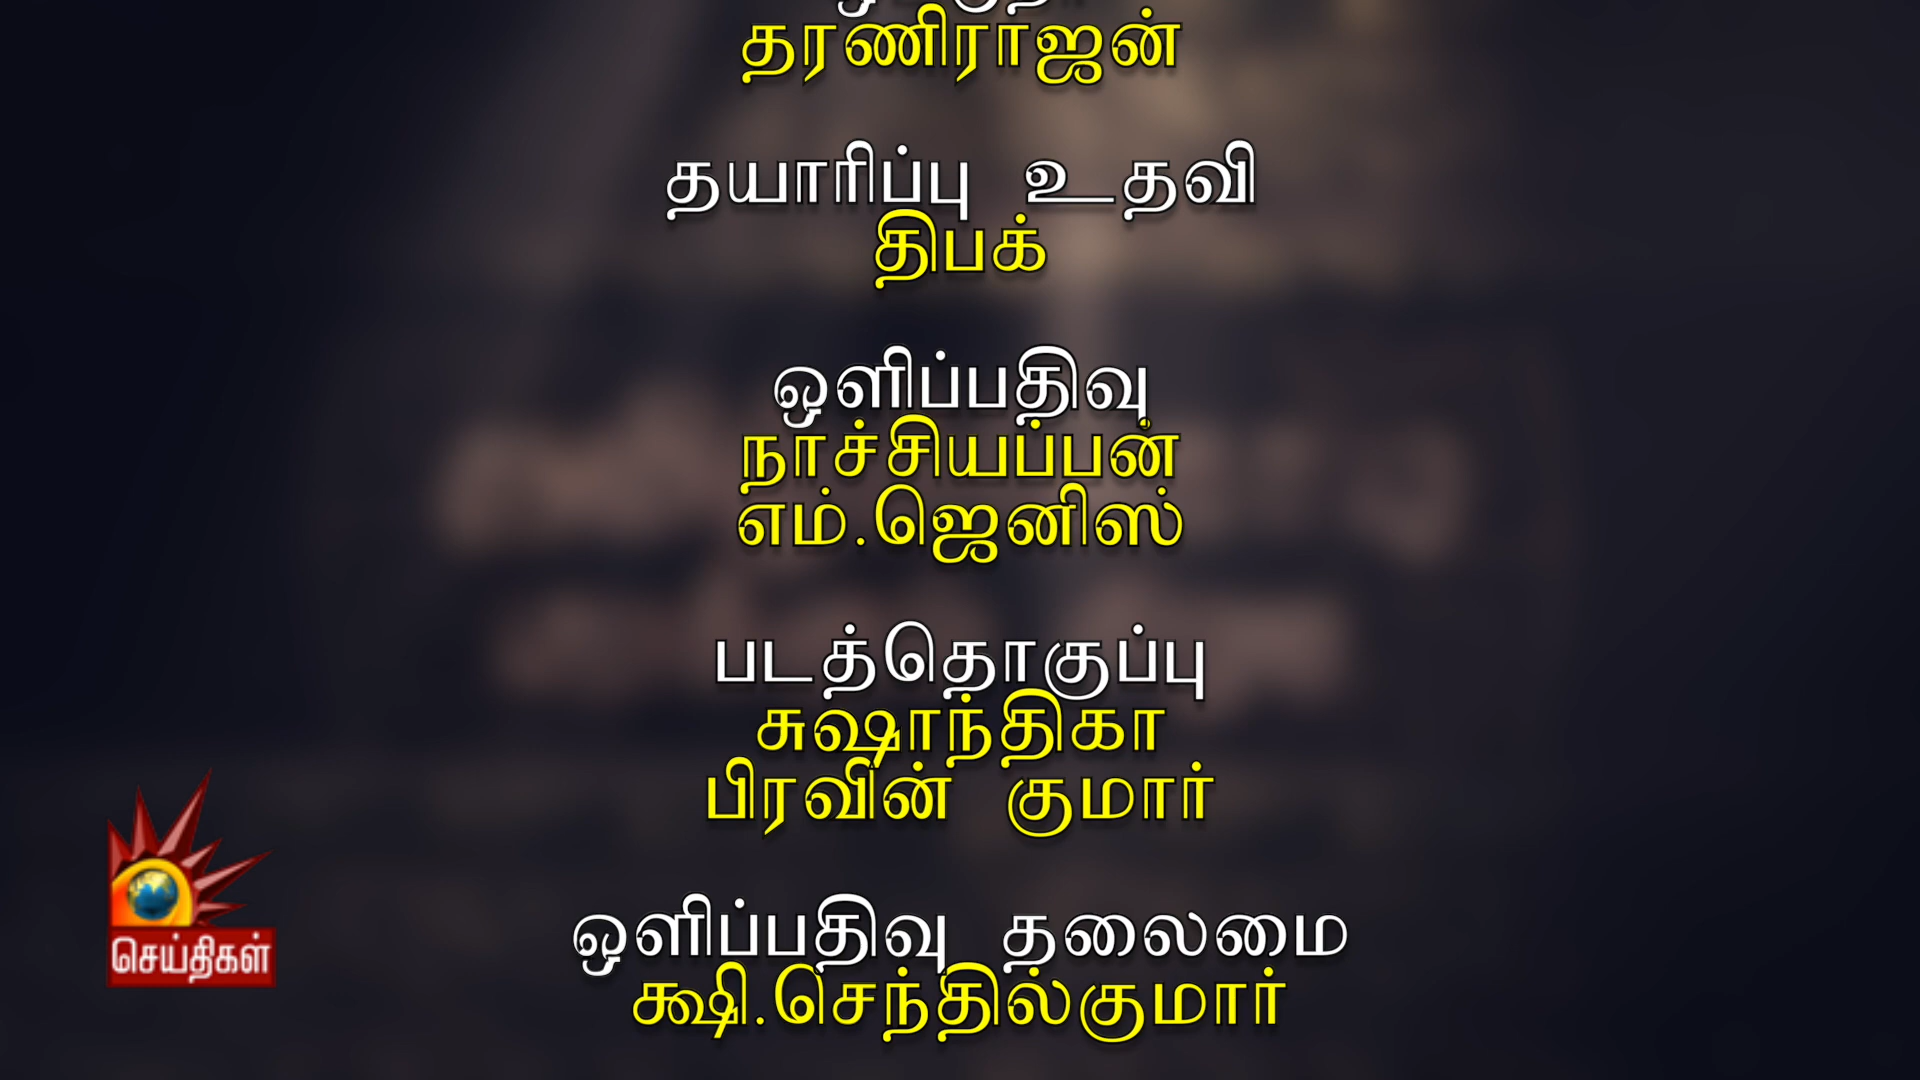 தரணிராஜன்
தயாரிப்பு உதவி
திபக்
ஒளிப்பதிவு
நாச்சியப்பன்
எம்.ஜெனிஸ்
படத்தொகுப்பு
சுஷாந்திகா
பிரவின் குமார்
ஒளிப்பதிவு தலைமை
க்ஷி.செந்தில்குமார்
செய்திகள்